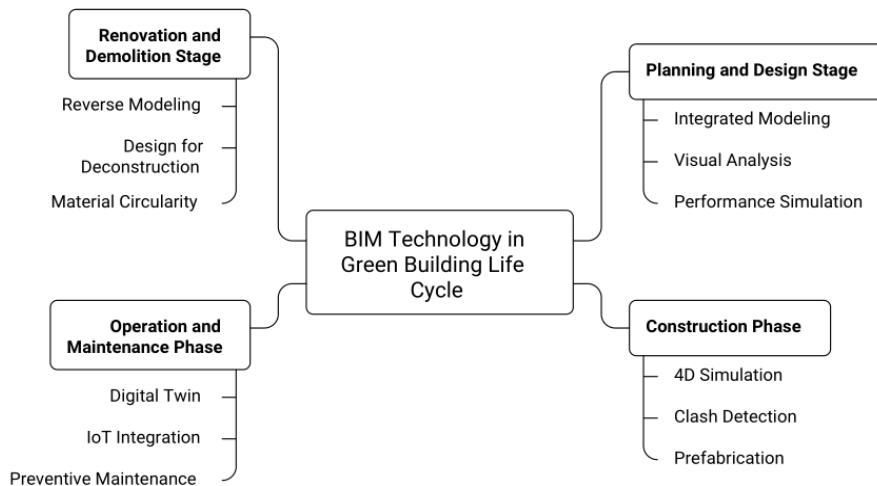 Renovation and
Demolition Stage
Reverse Modeling
Design for
Deconstruction
Material Circularity
Planning and Design Stage
Integrated Modeling
Visual Analysis
Performance Simulation
BIM Technology in
Green Building Life
Cycle
Operation and
Maintenance Phase
Digital Twin
IoT Integration
Preventive Maintenance
Construction Phase
4D Simulation
Clash Detection
Prefabrication